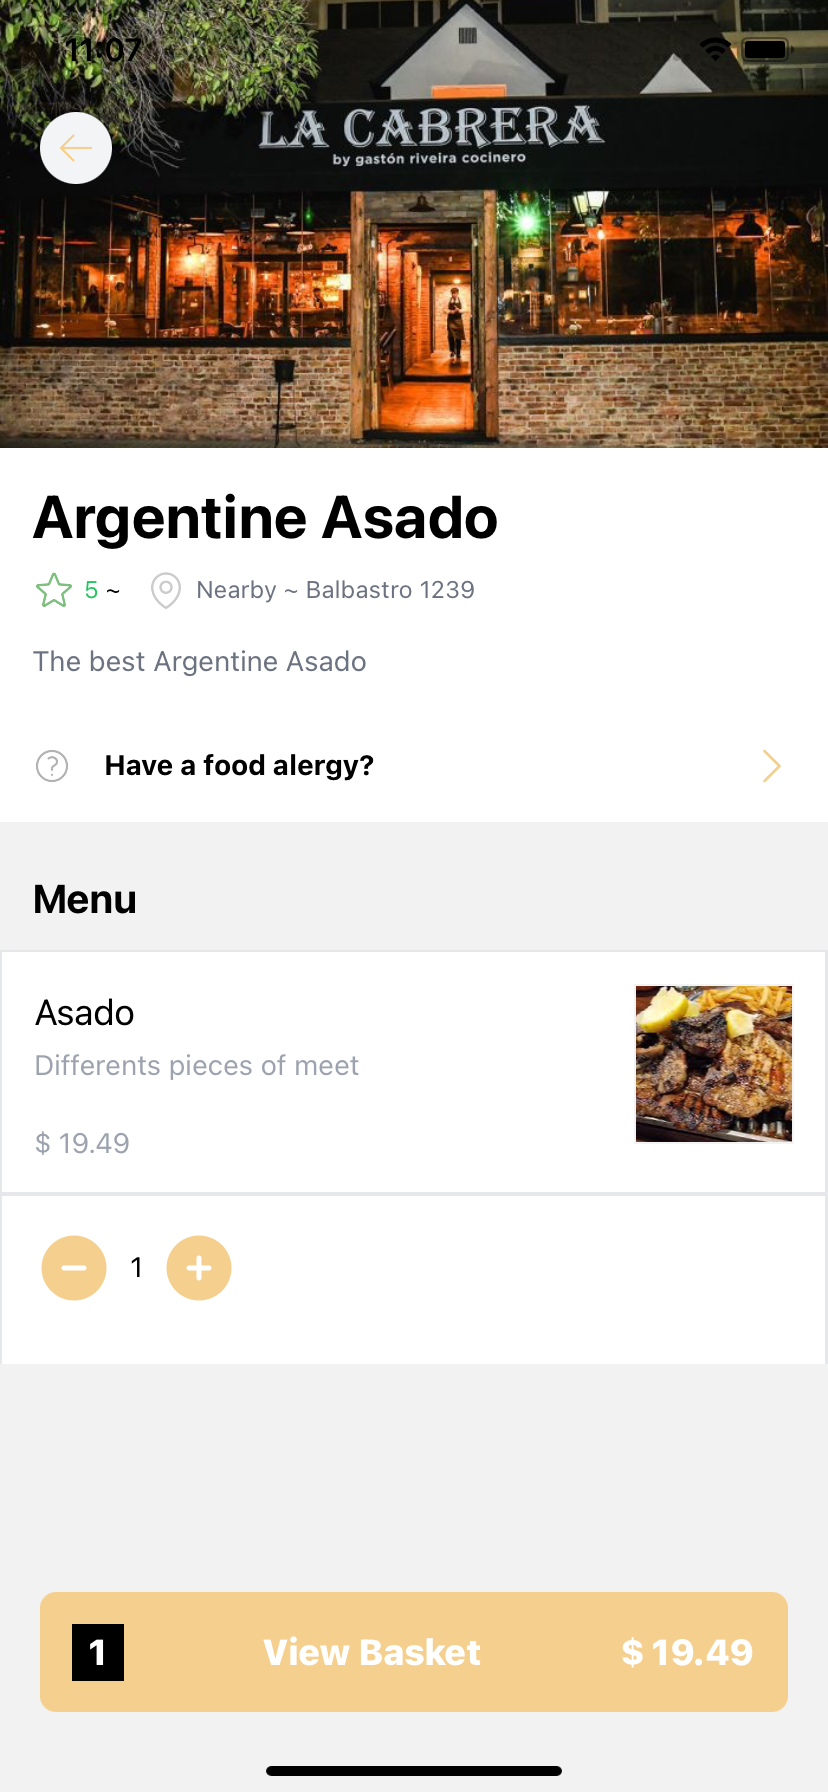 11:07
LA CABRERA
by gastón riveira cocinero
Argentine Asado
5 ~ Nearby ~ Balbastro 1239
The best Argentine Asado
? Have a food alergy?
Menu
Asado
Differents pieces of meet
$ 19.49
1
1 View Basket $ 19.49